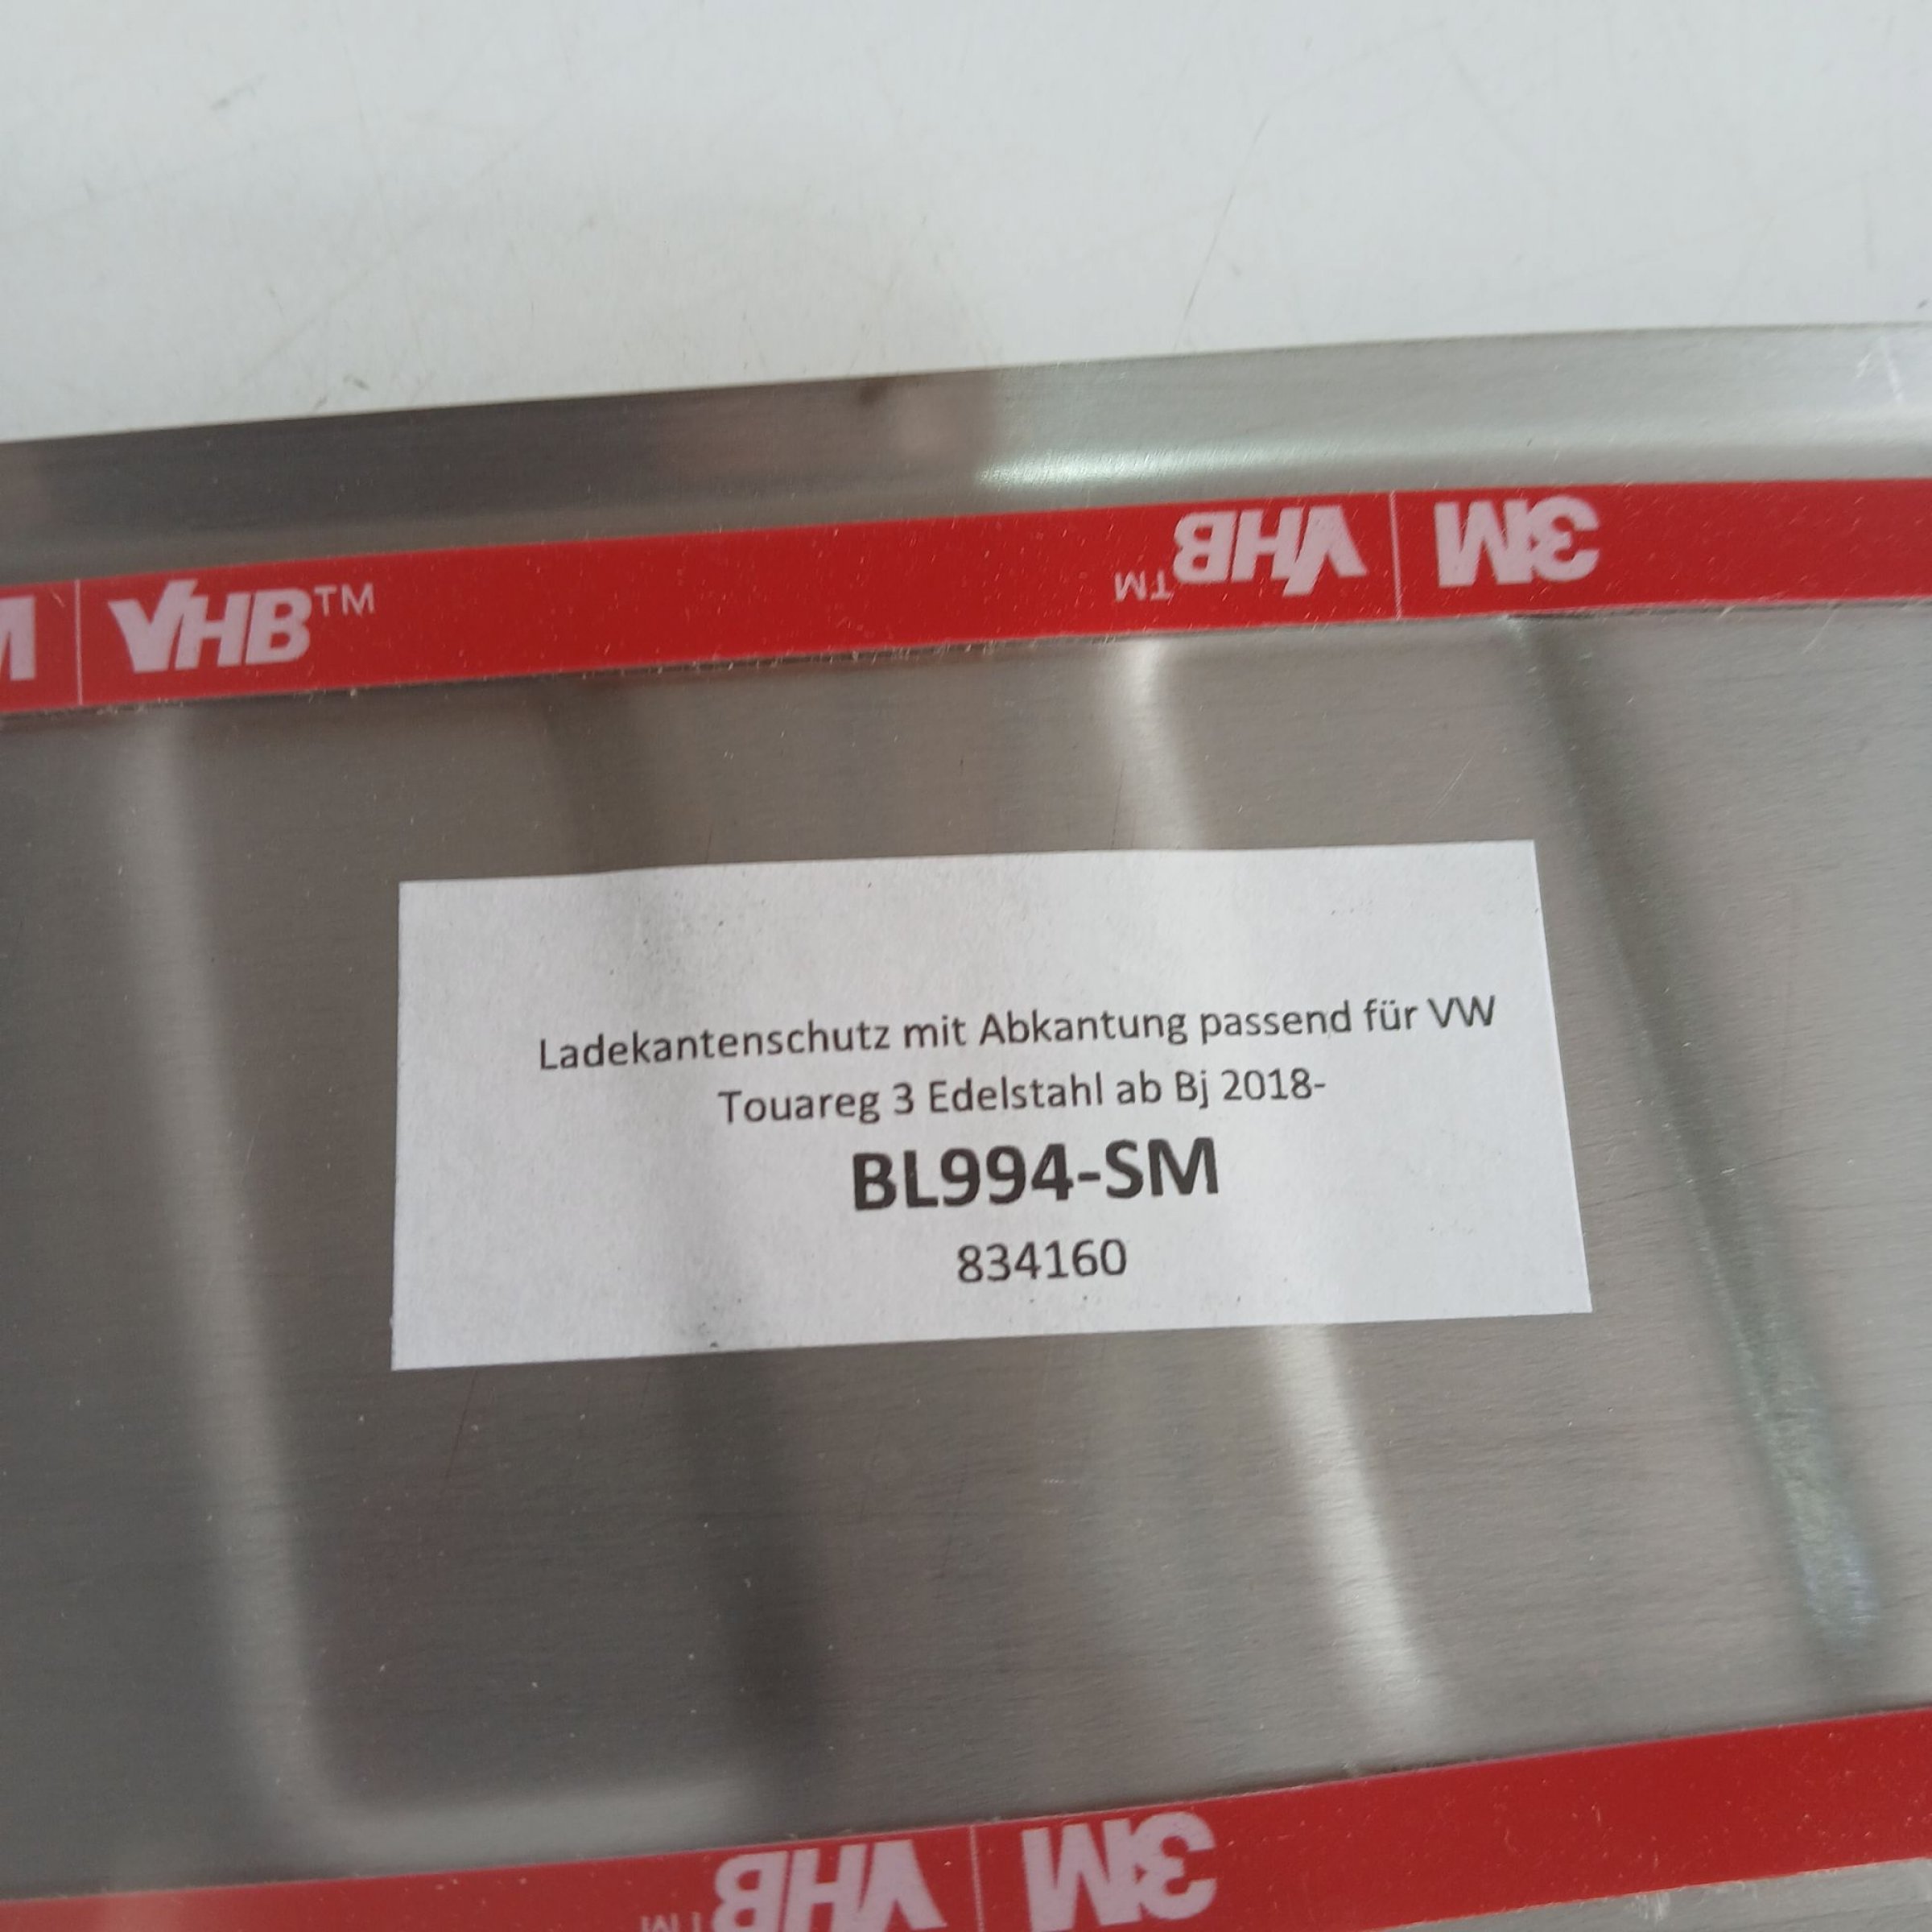 VHB™
VHB™ 3M
Ladekantenschutz mit Abkantung passend für VW
Touareg 3 Edelstahl ab Bj 2018-
BL994-SM
834160
VHB™ 3M